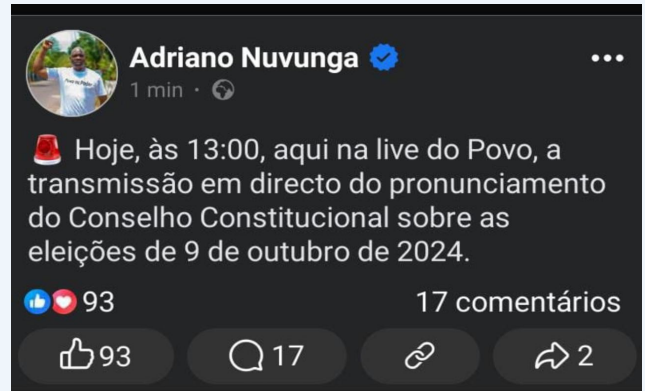 Adriano Nuvunga
1 min ·
🚨 Hoje, às 13:00, aqui na live do Povo, a
transmissão em directo do pronunciamento
do Conselho Constitucional sobre as
eleições de 9 de outubro de 2024.
93
17 comentários
93
17
2